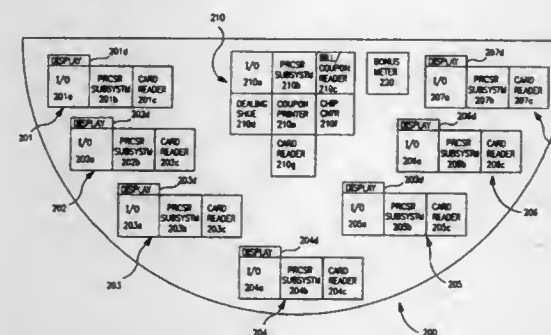 210
201d
DISPLAY
I/O
201a
PRCSR
SUBSYSTM
201b
CARD
READER
201c
201
202d
DISPLAY
I/O
202a
PRCSR
SUBSYSTM
202b
CARD
READER
202c
202
203d
DISPLAY
I/O
203a
PRCSR
SUBSYSTM
203b
CARD
READER
203c
203
204d
DISPLAY
I/O
204a
PRCSR
SUBSYSTM
204b
CARD
READER
204c
204
I/O
210a
PRCSR
SUBSYSTM
210b
BILL/
COUPON
READER
210c
DEALING
SHOE
210d
COUPON
PRINTER
210e
CHIP
CNTR
210f
CARD
READER
210g
BONUS
METER
220
207d
DISPLAY
I/O
207a
PRCSR
SUBSYSTM
207b
CARD
READER
207c
206d
DISPLAY
I/O
206a
PRCSR
SUBSYSTM
206b
CARD
READER
206c
206
DISPLAY
I/O
205a
PRCSR
SUBSYSTM
205b
CARD
READER
205c
205
200